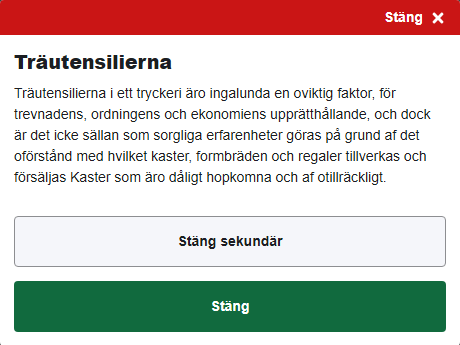 Stäng
Träutensilierna
Träutensilierna i ett tryckeri äro ingalunda en oviktig faktor, för
trevnadens, ordningens och ekonomiens upprätthållande, och dock
är det icke sällan som sorgliga erfarenheter göras på grund af det
oförstånd med hvilket kaster, formbräden och regaler tillverkas och
försäljas Kaster som äro dåligt hopkomna och af otillräckligt.
Stäng sekundär
Stäng